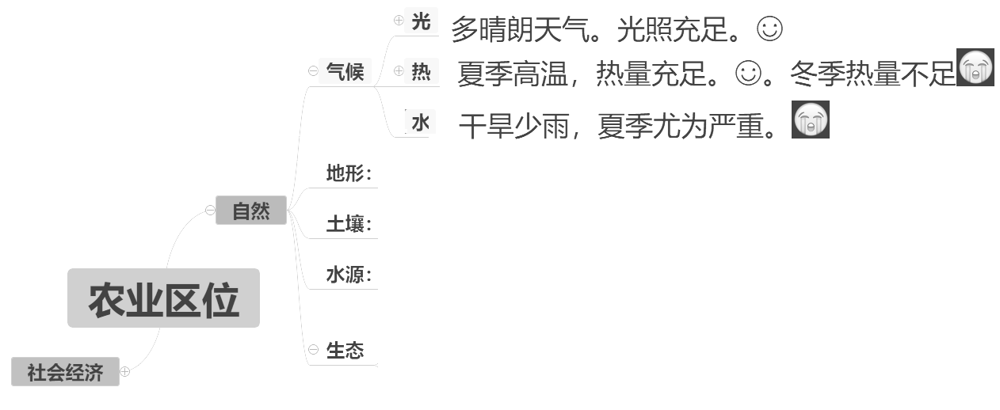 光 多晴朗天气。光照充足。
气候
热 夏季高温，热量充足。。冬季热量不足
水 干旱少雨，夏季尤为严重。
地形：
自然
土壤：
水源：
农业区位
生态
社会经济